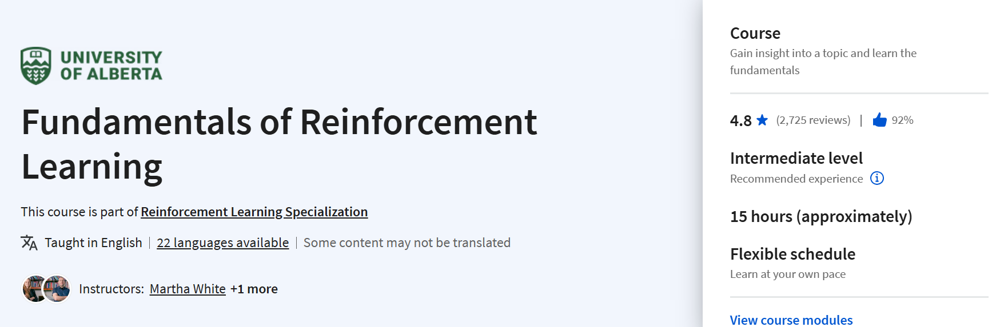 UNIVERSITY
OF ALBERTA
Fundamentals of Reinforcement
Learning
This course is part of Reinforcement Learning Specialization
Taught in English | 22 languages available | Some content may not be translated
Instructors: Martha White +1 more
Course
Gain insight into a topic and learn the
fundamentals
4.8 (2,725 reviews) | 92%
Intermediate level
Recommended experience
15 hours (approximately)
Flexible schedule
Learn at your own pace
View course modules